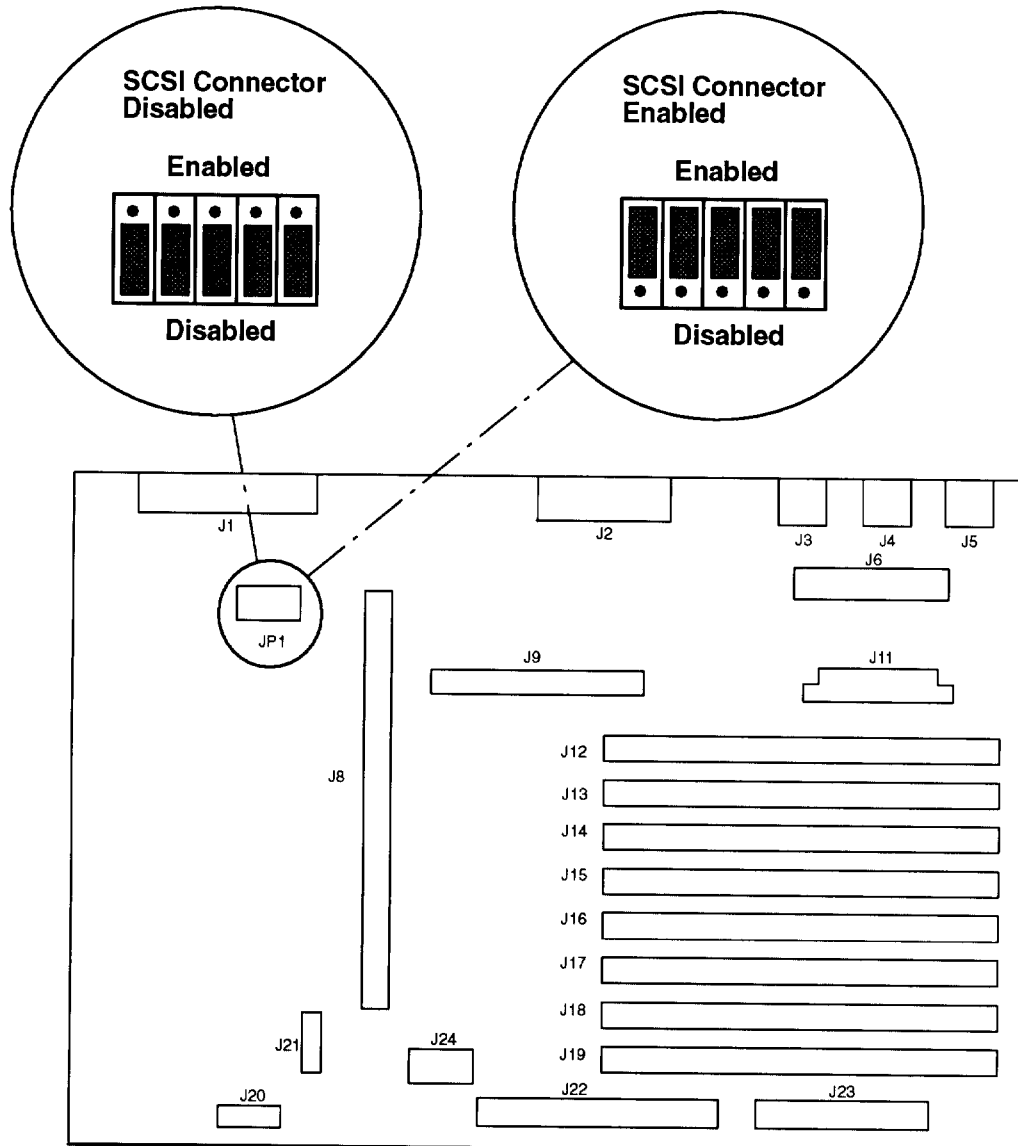 SCSI Connector
Disabled
Enabled
Disabled
SCSI Connector
Enabled
Enabled
Disabled
J1
J2
J3
J4
J5
J6
JP1
J9
J11
J8
J12
J13
J14
J15
J16
J17
J18
J19
J21
J24
J20
J22
J23